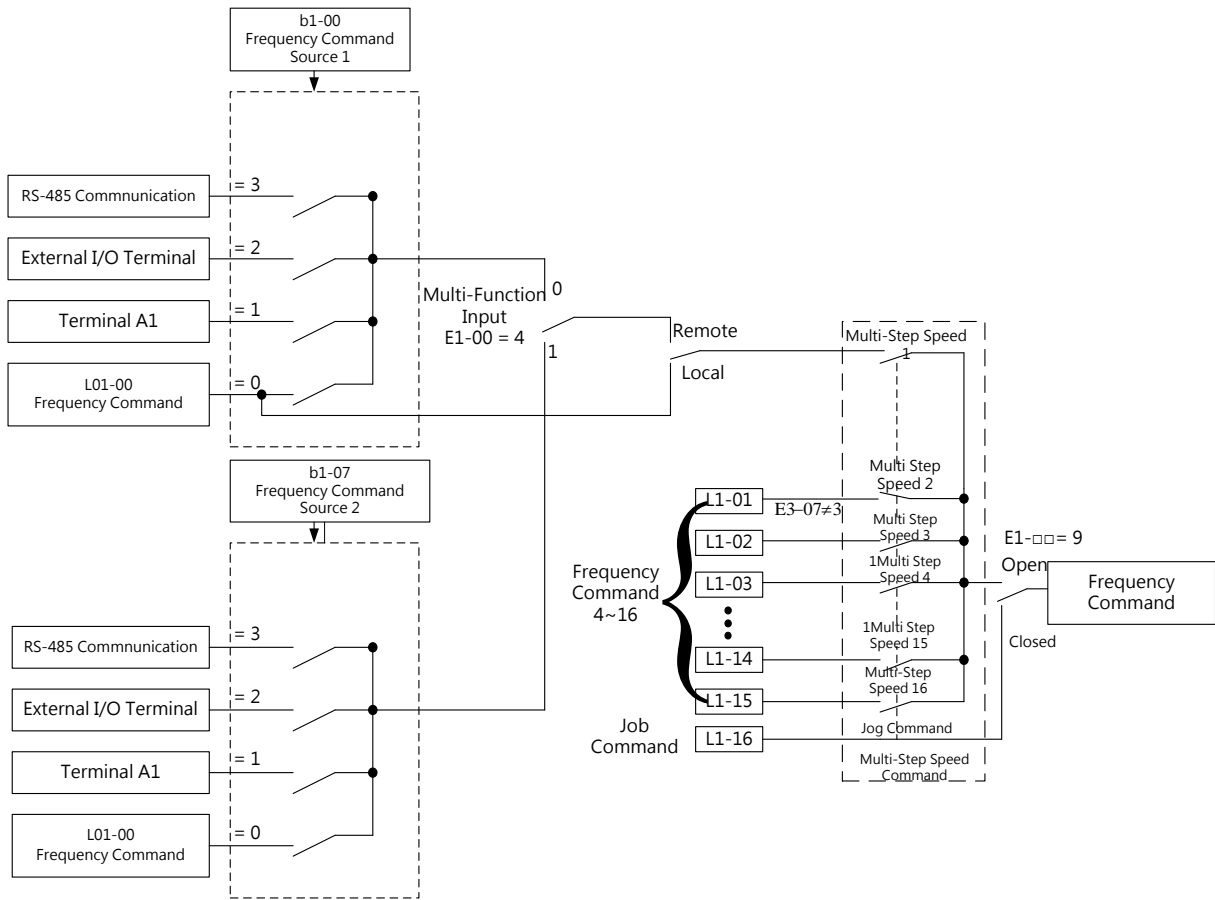 b1-00
Frequency Command
Source 1
RS-485 Commnunication
= 3
External I/O Terminal
= 2
Terminal A1
= 1
L01-00
Frequency Command
= 0
Multi-Function
Input
E1-00 = 4
0
1
Remote
Local
Multi-Step Speed
1
b1-07
Frequency Command
Source 2
RS-485 Commnunication
= 3
External I/O Terminal
= 2
Terminal A1
= 1
L01-00
Frequency Command
= 0
Frequency
Command
4~16
L1-01
E3–07≠3
Multi Step
Speed 2
L1-02
Multi Step
Speed 3
L1-03
1Multi Step
Speed 4
L1-14
1Multi Step
Speed 15
L1-15
Multi-Step
Speed 16
Job
Command
L1-16
Jog Command
Multi-Step Speed
Command
E1-□□= 9
Open
Closed
Frequency
Command